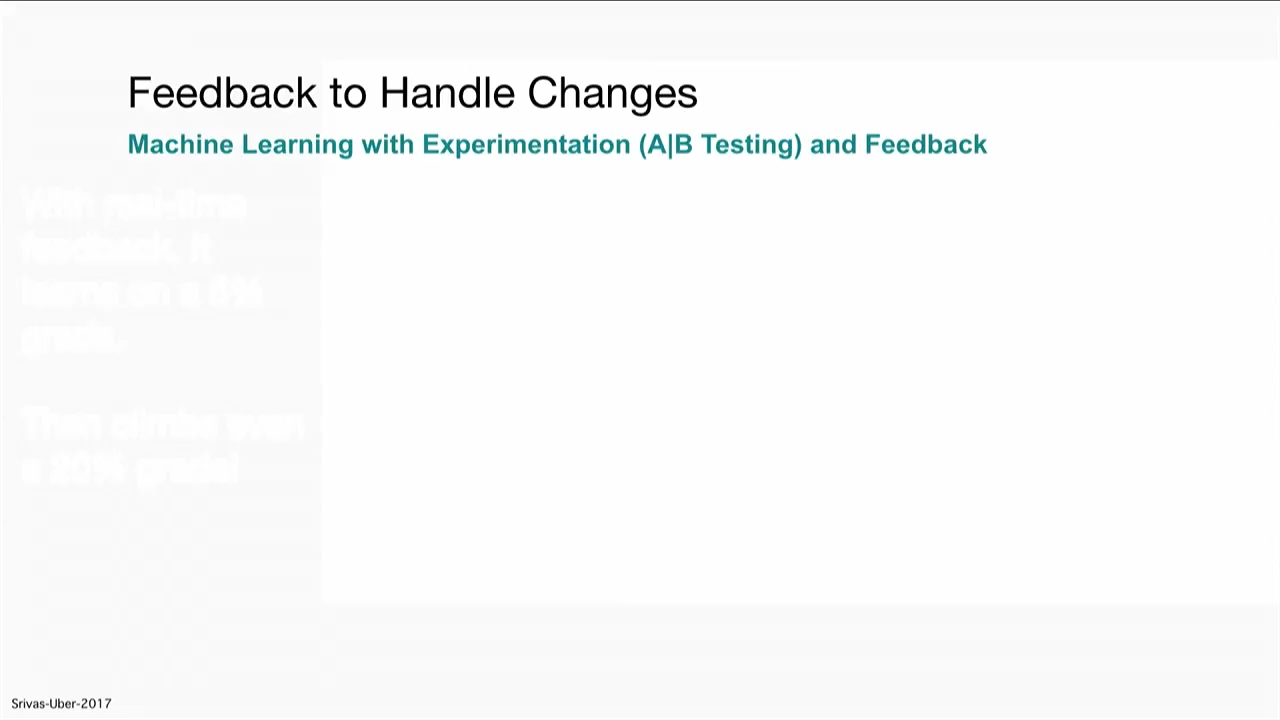 Feedback to Handle Changes
Machine Learning with Experimentation (A|B Testing) and Feedback
With real-time
feedback, it
learns on a 5%
grade.
Then climbs even
a 20% grade!
Srivas-Uber-2017